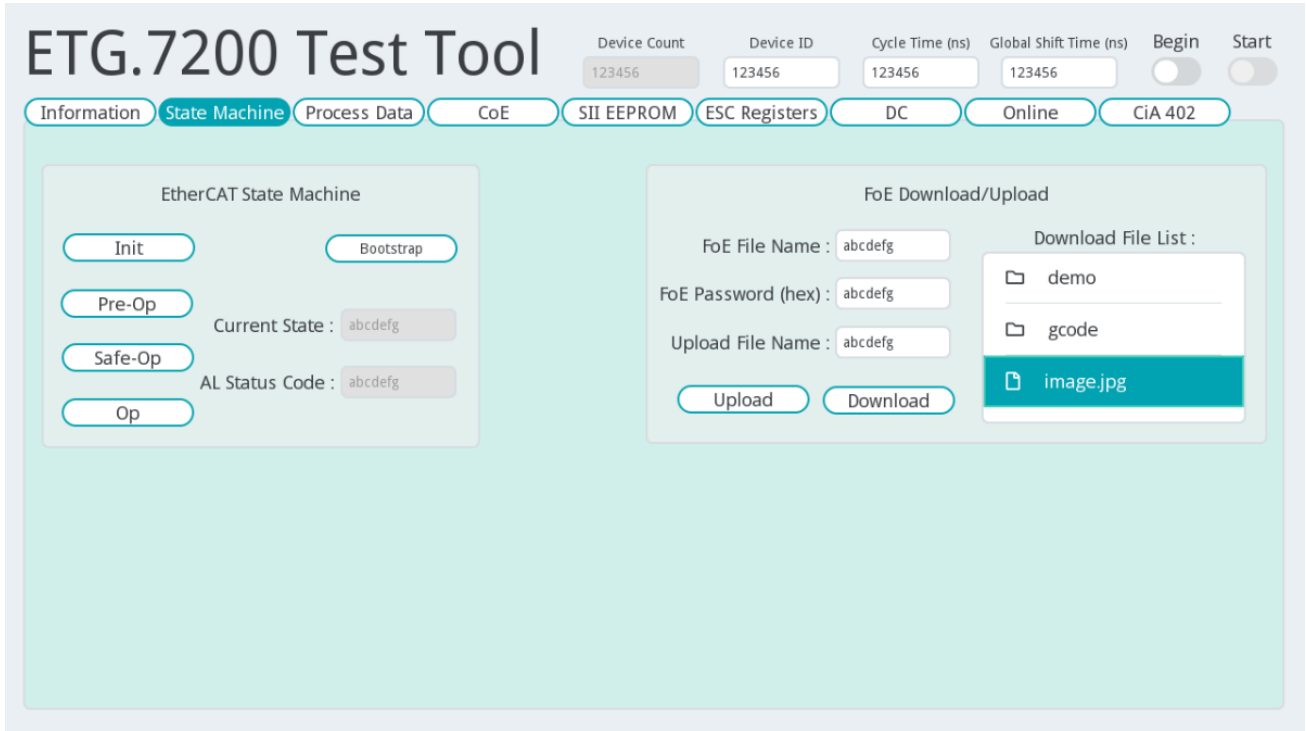 ETG.7200 Test Tool
Device Count
Device ID
Cycle Time (ns)
Global Shift Time (ns)
Begin
Start
123456
123456
123456
123456
Information
State Machine
Process Data
CoE
SII EEPROM
ESC Registers
DC
Online
CiA 402
EtherCAT State Machine
Init
Bootstrap
Pre-Op
Current State : abcdefg
Safe-Op
AL Status Code : abcdefg
Op
FoE Download/Upload
FoE File Name : abcdefg
FoE Password (hex) : abcdefg
Upload File Name : abcdefg
Upload
Download
Download File List :
demo
gcode
image.jpg